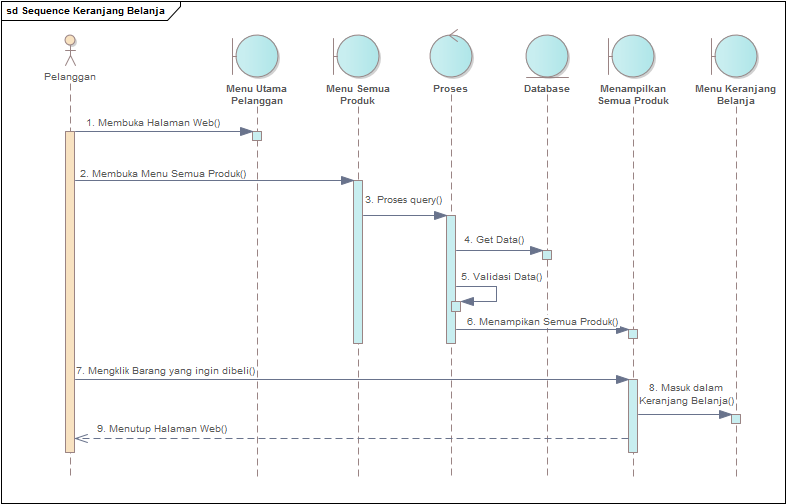 sd Sequence Keranjang Belanja
Pelanggan
Menu Utama
Pelanggan
Menu Semua
Produk
Proses
Database
Menampilkan
Semua Produk
Menu Keranjang
Belanja
1. Membuka Halaman Web()
2. Membuka Menu Semua Produk()
3. Proses query()
4. Get Data()
5. Validasi Data()
6. Menampikan Semua Produk()
7. Mengklik Barang yang ingin dibeli()
8. Masuk dalam
Keranjang Belanja()
9. Menutup Halaman Web()